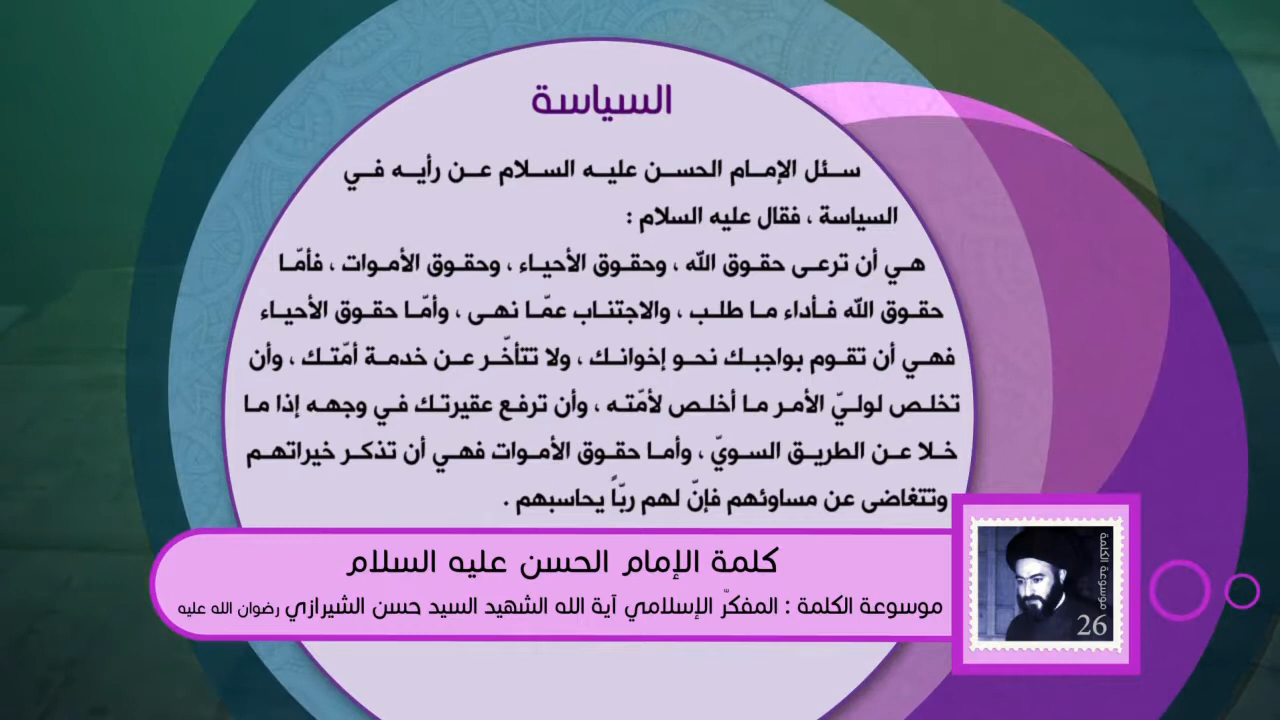 السياسة
سئل الإمام الحسن عليه السلام عن رأيه في
السياسة ، فقال عليه السلام :
هي أن ترعى حقوق الله ، وحقوق الأحياء ، وحقوق الأموات ، فأمّا
حقوق الله فأداء ما طلب ، والاجتناب عمّا نهى ، وأمّا حقوق الأحياء
فهي أن تقوم بواجبك نحو إخوانك ، ولا تتأخّر عن خدمة أمّتك ، وأن
تخلص لوليّ الأمر ما أخلص لأمّته ، وأن ترفع عقيرتك في وجهه إذا ما
خلا عن الطريق السويّ ، وأما حقوق الأموات فهي أن تذكر خيراتهم
وتتغاضى عن مساوئهم فإنّ لهم ربّاً يحاسبهم .
كلمة الإمام الحسن عليه السلام
موسوعة الكلمة : المفكّر الإسلامي آية الله الشهيد السيد حسن الشيرازي رضوان الله عليه
موسوعة الكلمة
26